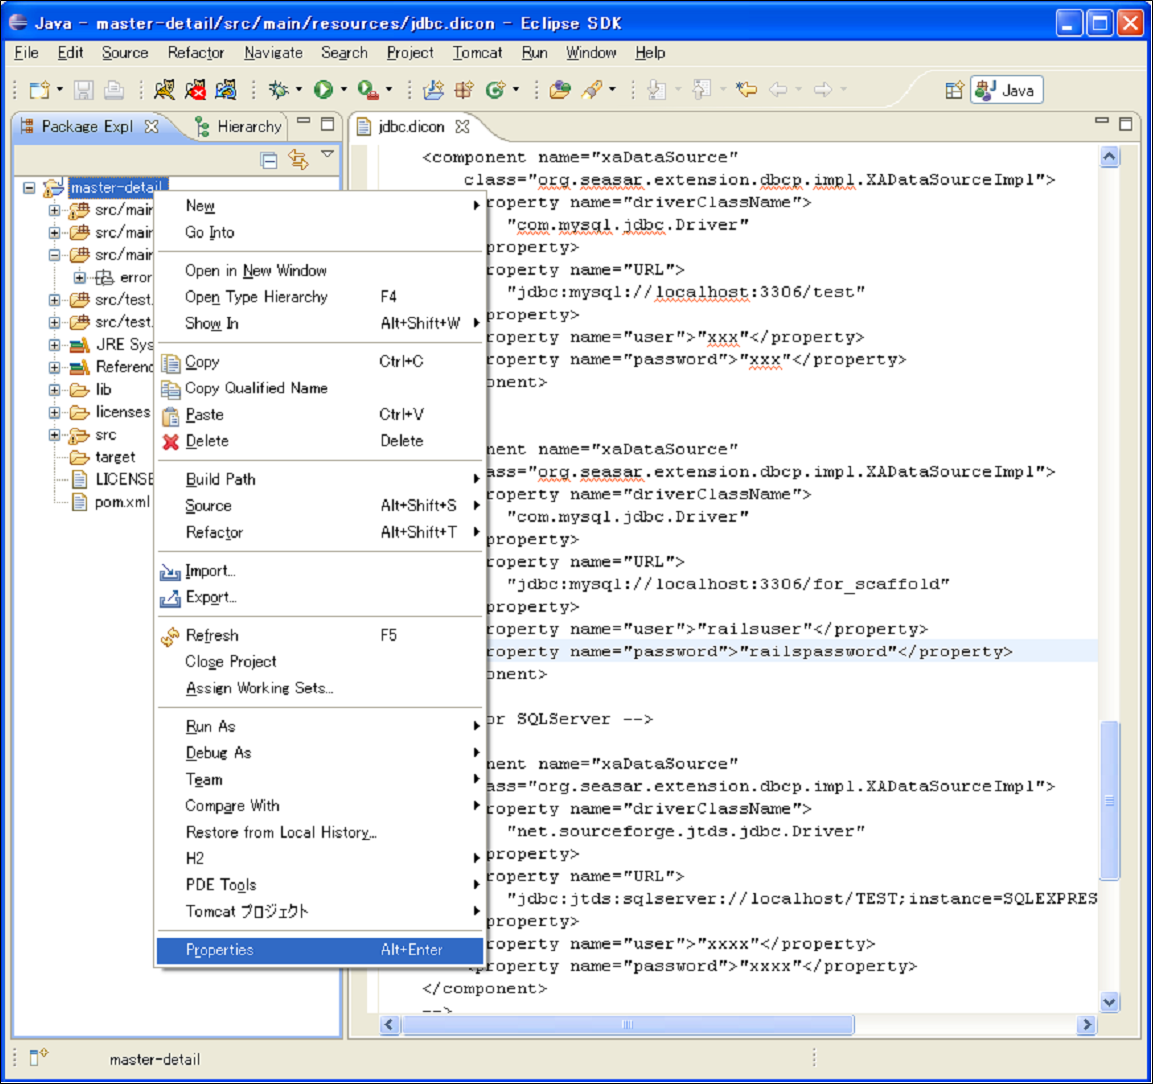 Java - master-detail/src/main/resources/jdbc.dicon - Eclipse SDK
File Edit Source Refactor Navigate Search Project Tomcat Run Window Help
Java
Package Expl Hierarchy
jdbc.dicon
master-detail
src/main
src/main
src/main
error
src/test
src/test
JRE Sys
Referenc
lib
licenses
src
target
LICENSE
pom.xml
New
Go Into
Open in New Window
Open Type Hierarchy F4
Show In Alt+Shift+W
Copy Ctrl+C
Copy Qualified Name
Paste Ctrl+V
Delete Delete
Build Path
Source Alt+Shift+S
Refactor Alt+Shift+T
Import...
Export...
Refresh F5
Close Project
Assign Working Sets...
Run As
Debug As
Team
Compare With
Restore from Local History...
H2
PDE Tools
Tomcat プロジェクト
Properties Alt+Enter
<component name="xaDataSource"
class="org.seasar.extension.dbcp.impl.XADataSourceImpl">
roperty name="driverClassName">
"com.mysql.jdbc.Driver"
property>
roperty name="URL">
"jdbc:mysql://localhost:3306/test"
property>
roperty name="user">"xxx"</property>
roperty name="password">"xxx"</property>
onent>
nent name="xaDataSource"
ass="org.seasar.extension.dbcp.impl.XADataSourceImpl">
roperty name="driverClassName">
"com.mysql.jdbc.Driver"
property>
roperty name="URL">
"jdbc:mysql://localhost:3306/for_scaffold"
property>
roperty name="user">"railsuser"</property>
roperty name="password">"railspassword"</property>
onent>
or SQLServer -->
nent name="xaDataSource"
ass="org.seasar.extension.dbcp.impl.XADataSourceImpl">
roperty name="driverClassName">
"net.sourceforge.jtds.jdbc.Driver"
property>
roperty name="URL">
"jdbc:jtds:sqlserver://localhost/TEST;instance=SQLEXPRES
property>
roperty name="user">"xxxx"</property>
<property name="password">"xxxx"</property>
</component>
-->
master-detail